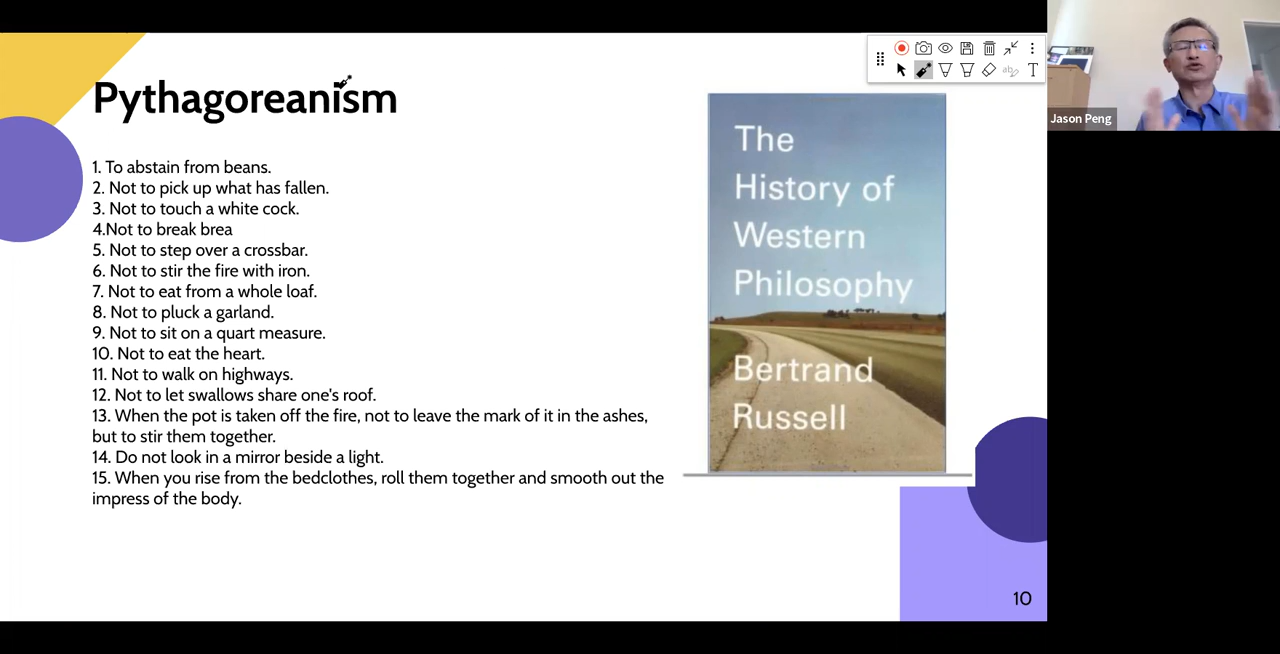 Pythagoreanism
1. To abstain from beans.
2. Not to pick up what has fallen.
3. Not to touch a white cock.
4.Not to break brea
5. Not to step over a crossbar.
6. Not to stir the fire with iron.
7. Not to eat from a whole loaf.
8. Not to pluck a garland.
9. Not to sit on a quart measure.
10. Not to eat the heart.
11. Not to walk on highways.
12. Not to let swallows share one's roof.
13. When the pot is taken off the fire, not to leave the mark of it in the ashes,
but to stir them together.
14. Do not look in a mirror beside a light.
15. When you rise from the bedclothes, roll them together and smooth out the
impress of the body.
The
History of
Western
Philosophy
Bertrand
Russell
10
ab
T
Jason Peng